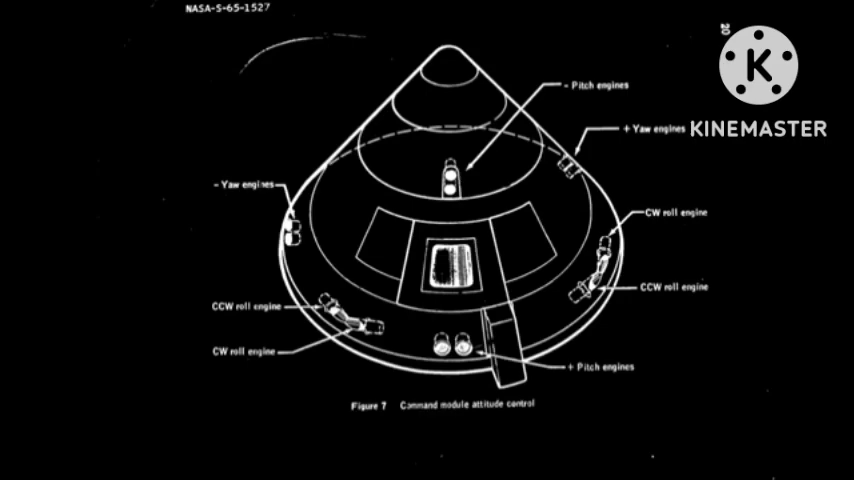 NASA-S-65-1527
20
K
KINEMASTER
- Pitch engines
+ Yaw engines
- Yaw engines
CW roll engine
CCW roll engine
CCW roll engine
CW roll engine
+ Pitch engines
Figure 7 Command module attitude control